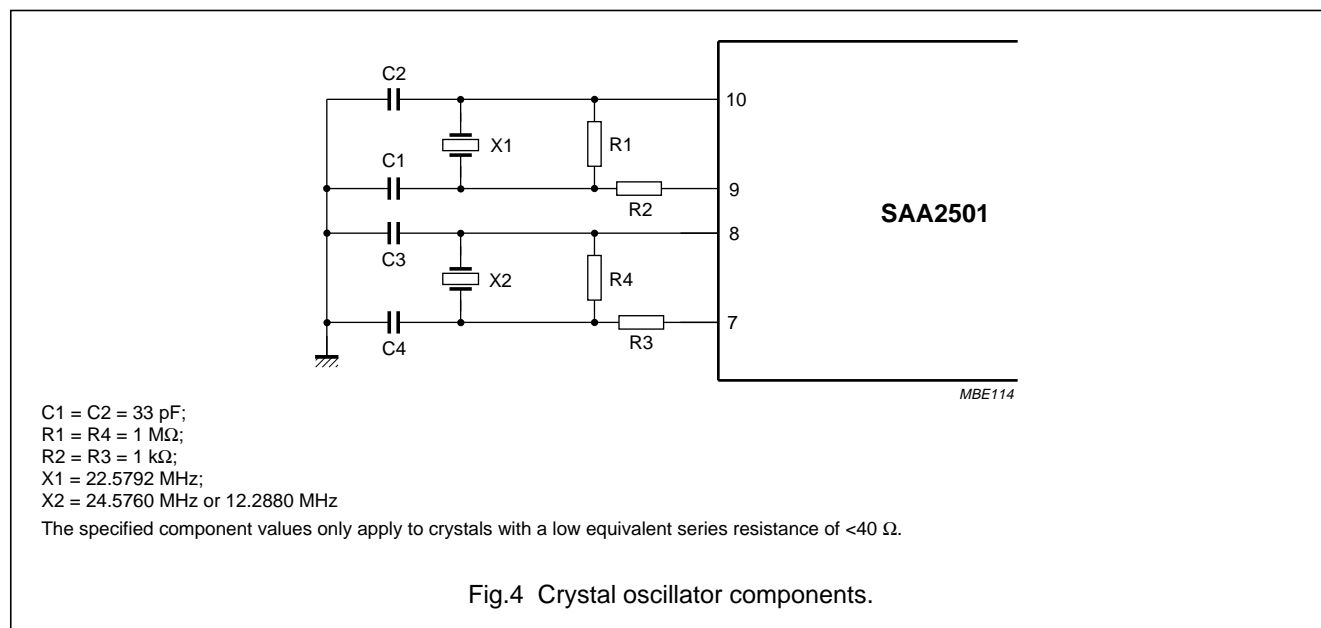 C2
10
X1
R1
C1
9
R2
SAA2501
8
C3
X2
R4
7
C4
R3
MBE114
C1 = C2 = 33 pF;
R1 = R4 = 1 MΩ;
R2 = R3 = 1 kΩ;
X1 = 22.5792 MHz;
X2 = 24.5760 MHz or 12.2880 MHz
The specified component values only apply to crystals with a low equivalent series resistance of <40 Ω.
Fig.4 Crystal oscillator components.